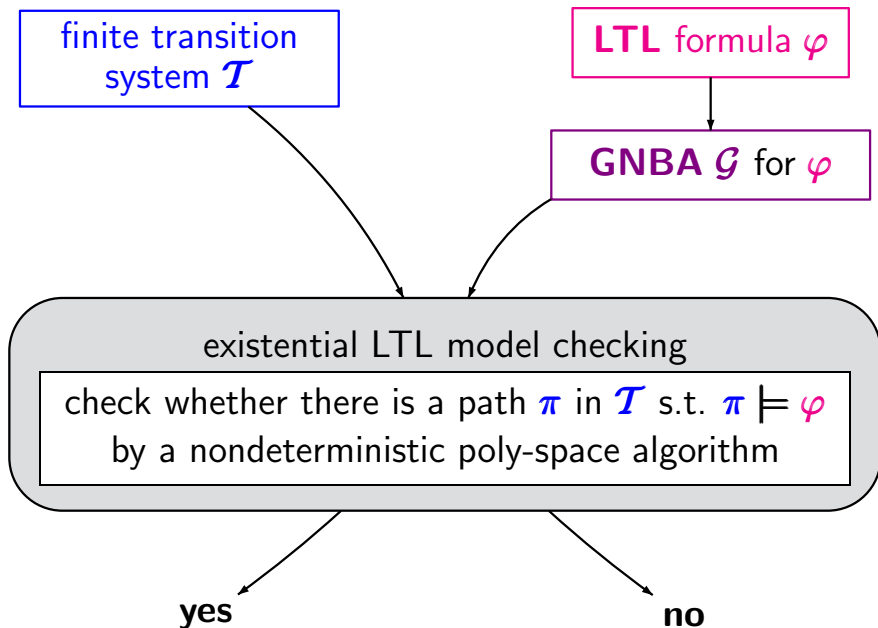 finite transition
system 𝓣
LTL formula φ
GNBA 𝓖 for φ
existential LTL model checking
check whether there is a path π in 𝓣 s.t. π ⊨ φ
by a nondeterministic poly-space algorithm
yes
no